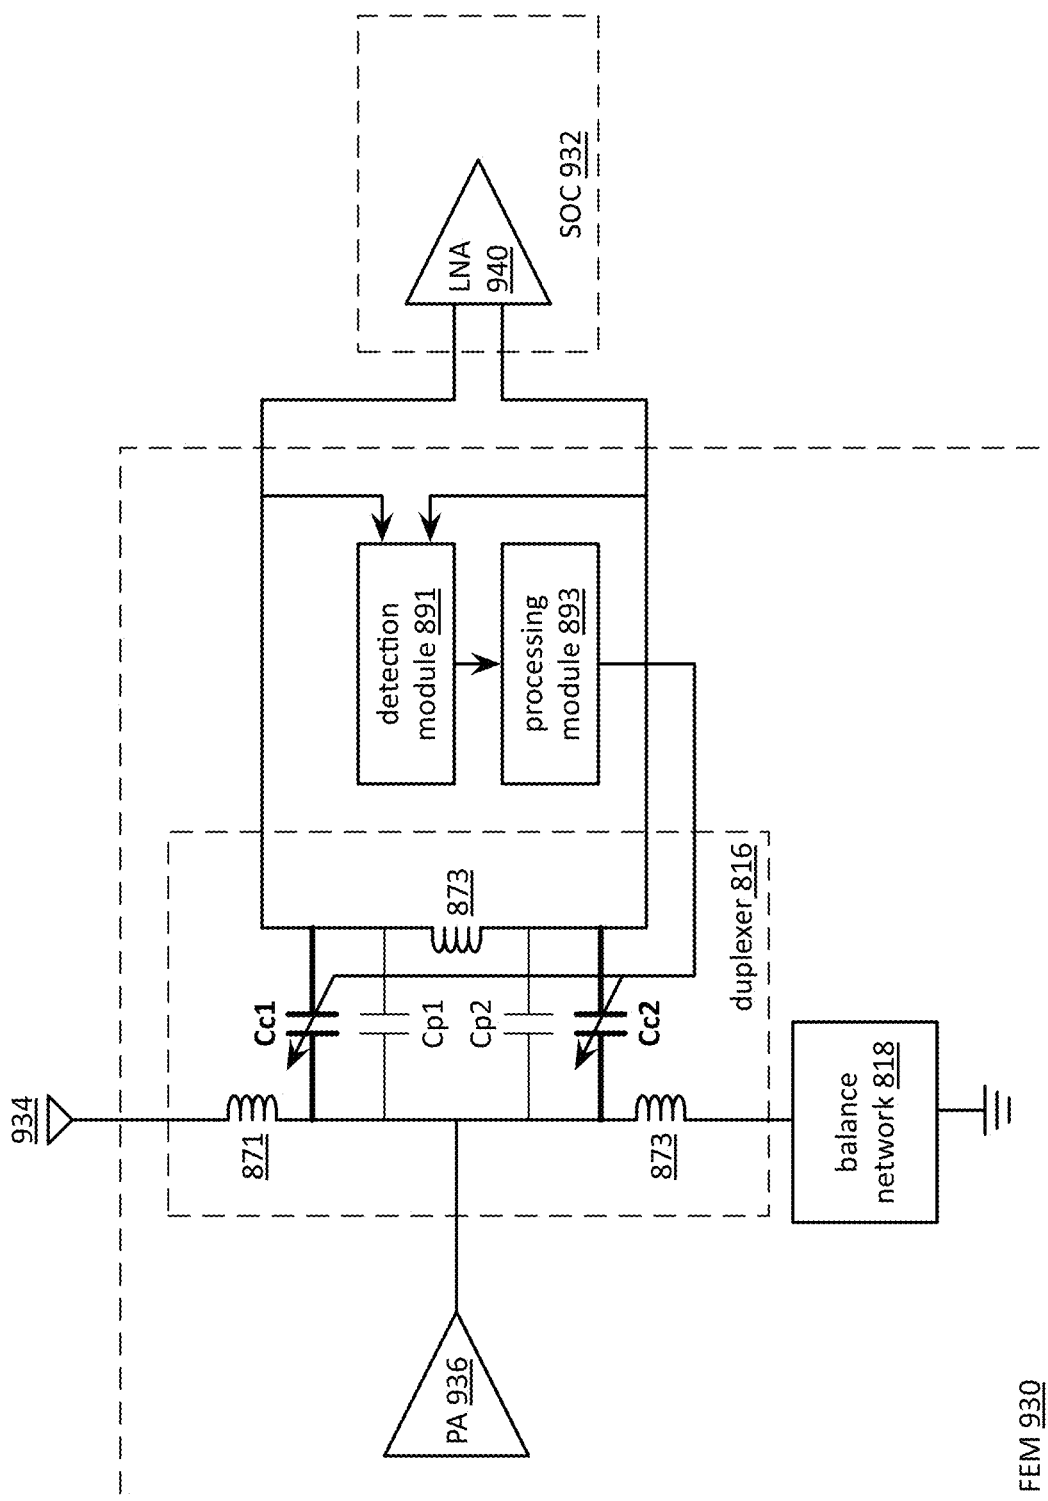 934
871
Cc1
Cp1
Cp2
Cc2
873
873
duplexer 816
balance
network 818
PA 936
detection
module 891
processing
module 893
LNA
940
SOC 932
FEM 930